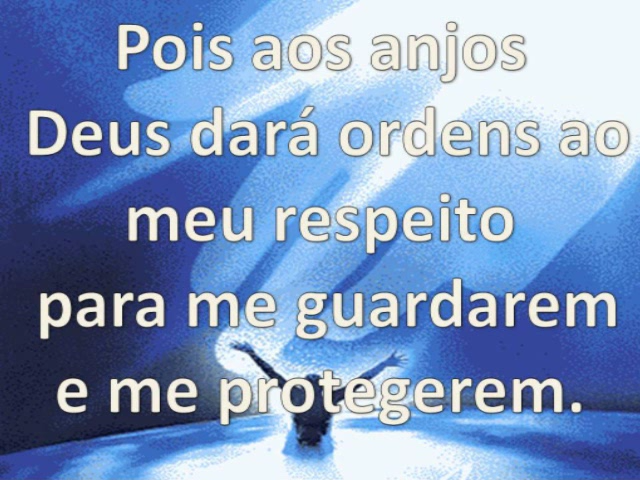 Pois aos anjos
Deus dará ordens ao
meu respeito
para me guardarem
e me protegerem.